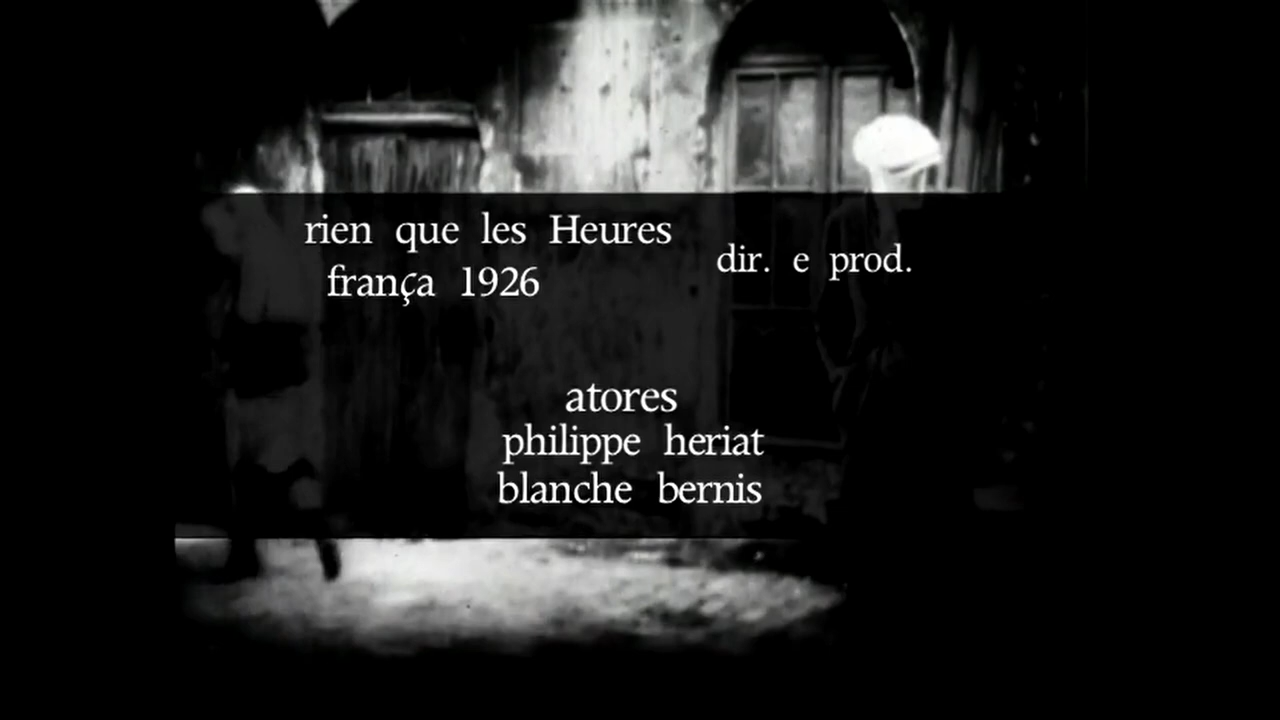 rien que les Heures
frança 1926
dir. e prod.
atores
philippe heriat
blanche bernis